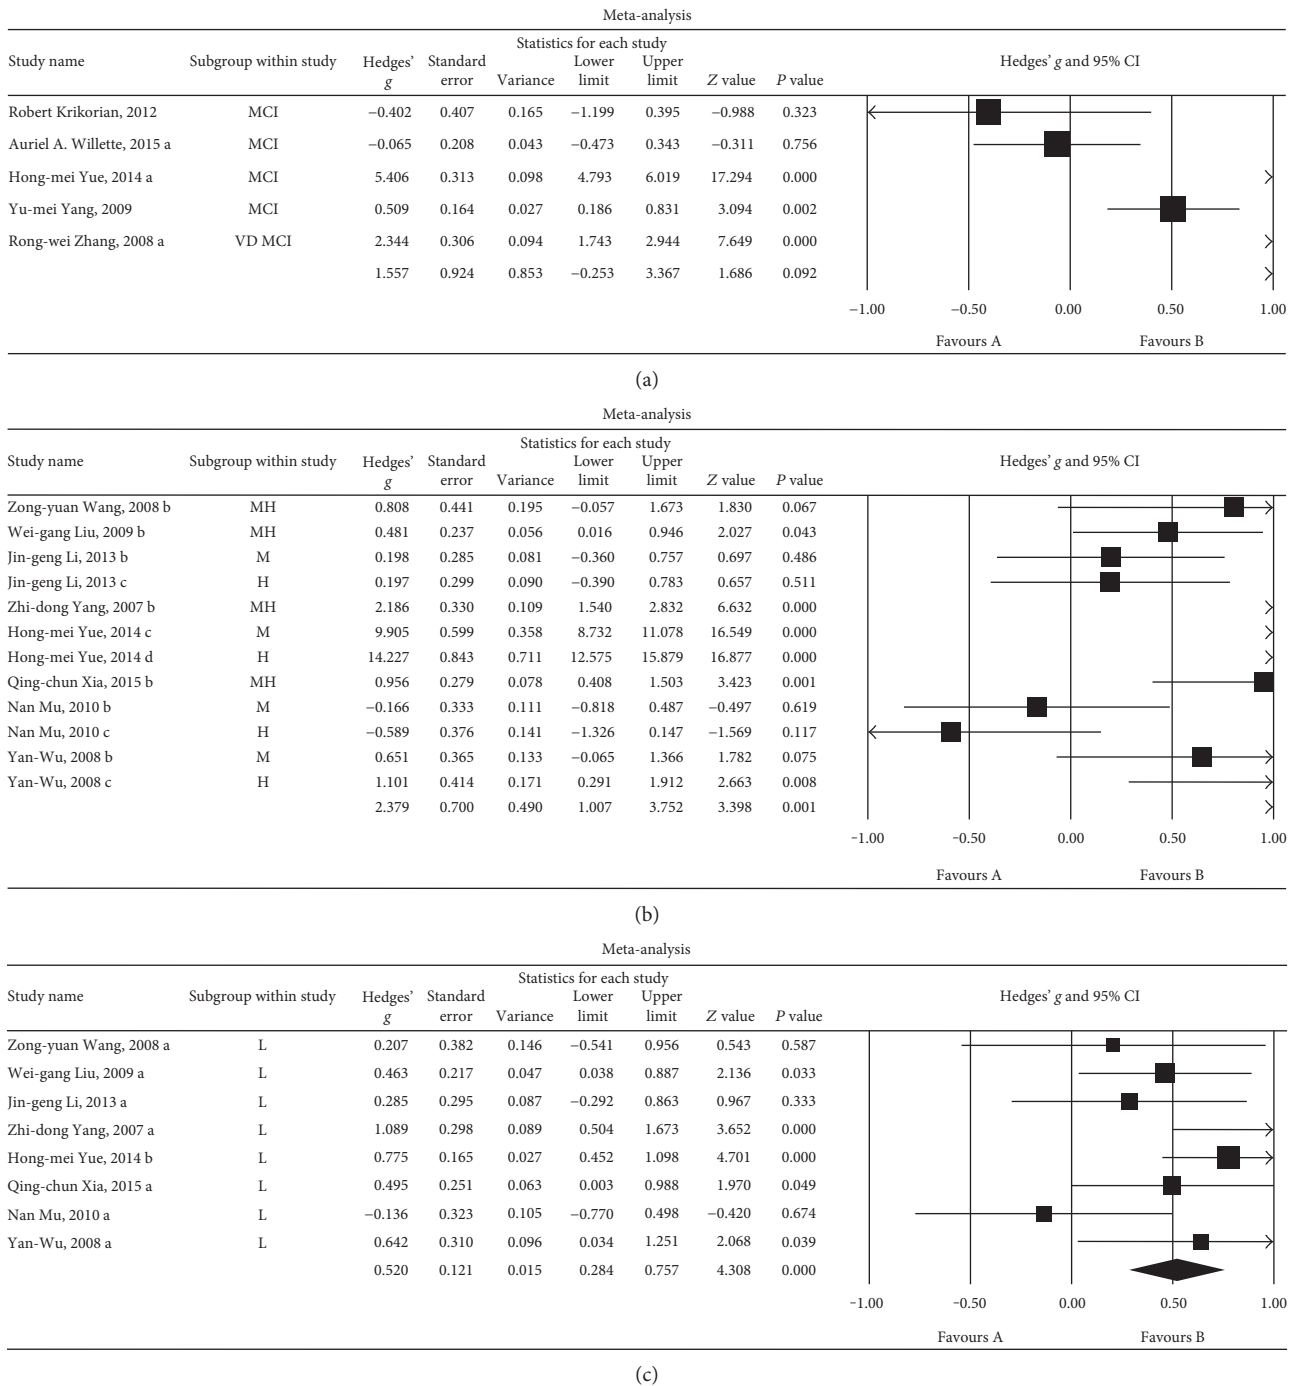 Meta-analysis
Statistics for each study
Study name Subgroup within study Hedges' g Standard error Variance Lower limit Upper limit Z value P value Hedges' g and 95% CI
Robert Krikorian, 2012 MCI −0.402 0.407 0.165 −1.199 0.395 −0.988 0.323
Auriel A. Willette, 2015 a MCI −0.065 0.208 0.043 −0.473 0.343 −0.311 0.756
Hong-mei Yue, 2014 a MCI 5.406 0.313 0.098 4.793 6.019 17.294 0.000
Yu-mei Yang, 2009 MCI 0.509 0.164 0.027 0.186 0.831 3.094 0.002
Rong-wei Zhang, 2008 a VD MCI 2.344 0.306 0.094 1.743 2.944 7.649 0.000
1.557 0.924 0.853 −0.253 3.367 1.686 0.092
−1.00 −0.50 0.00 0.50 1.00
Favours A Favours B
(a)
Meta-analysis
Statistics for each study
Study name Subgroup within study Hedges' g Standard error Variance Lower limit Upper limit Z value P value Hedges' g and 95% CI
Zong-yuan Wang, 2008 b MH 0.808 0.441 0.195 −0.057 1.673 1.830 0.067
Wei-gang Liu, 2009 b MH 0.481 0.237 0.056 0.016 0.946 2.027 0.043
Jin-geng Li, 2013 b M 0.198 0.285 0.081 −0.360 0.757 0.697 0.486
Jin-geng Li, 2013 c H 0.197 0.299 0.090 −0.390 0.783 0.657 0.511
Zhi-dong Yang, 2007 b MH 2.186 0.330 0.109 1.540 2.832 6.632 0.000
Hong-mei Yue, 2014 c M 9.905 0.599 0.358 8.732 11.078 16.549 0.000
Hong-mei Yue, 2014 d H 14.227 0.843 0.711 12.575 15.879 16.877 0.000
Qing-chun Xia, 2015 b MH 0.956 0.279 0.078 0.408 1.503 3.423 0.001
Nan Mu, 2010 b M −0.166 0.333 0.111 −0.818 0.487 −0.497 0.619
Nan Mu, 2010 c H −0.589 0.376 0.141 −1.326 0.147 −1.569 0.117
Yan-Wu, 2008 b M 0.651 0.365 0.133 −0.065 1.366 1.782 0.075
Yan-Wu, 2008 c H 1.101 0.414 0.171 0.291 1.912 2.663 0.008
2.379 0.700 0.490 1.007 3.752 3.398 0.001
-1.00 -0.50 0.00 0.50 1.00
Favours A Favours B
(b)
Meta-analysis
Statistics for each study
Study name Subgroup within study Hedges' g Standard error Variance Lower limit Upper limit Z value P value Hedges' g and 95% CI
Zong-yuan Wang, 2008 a L 0.207 0.382 0.146 −0.541 0.956 0.543 0.587
Wei-gang Liu, 2009 a L 0.463 0.217 0.047 0.038 0.887 2.136 0.033
Jin-geng Li, 2013 a L 0.285 0.295 0.087 −0.292 0.863 0.967 0.333
Zhi-dong Yang, 2007 a L 1.089 0.298 0.089 0.504 1.673 3.652 0.000
Hong-mei Yue, 2014 b L 0.775 0.165 0.027 0.452 1.098 4.701 0.000
Qing-chun Xia, 2015 a L 0.495 0.251 0.063 0.003 0.988 1.970 0.049
Nan Mu, 2010 a L −0.136 0.323 0.105 −0.770 0.498 −0.420 0.674
Yan-Wu, 2008 a L 0.642 0.310 0.096 0.034 1.251 2.068 0.039
0.520 0.121 0.015 0.284 0.757 4.308 0.000
-1.00 -0.50 0.00 0.50 1.00
Favours A Favours B
(c)